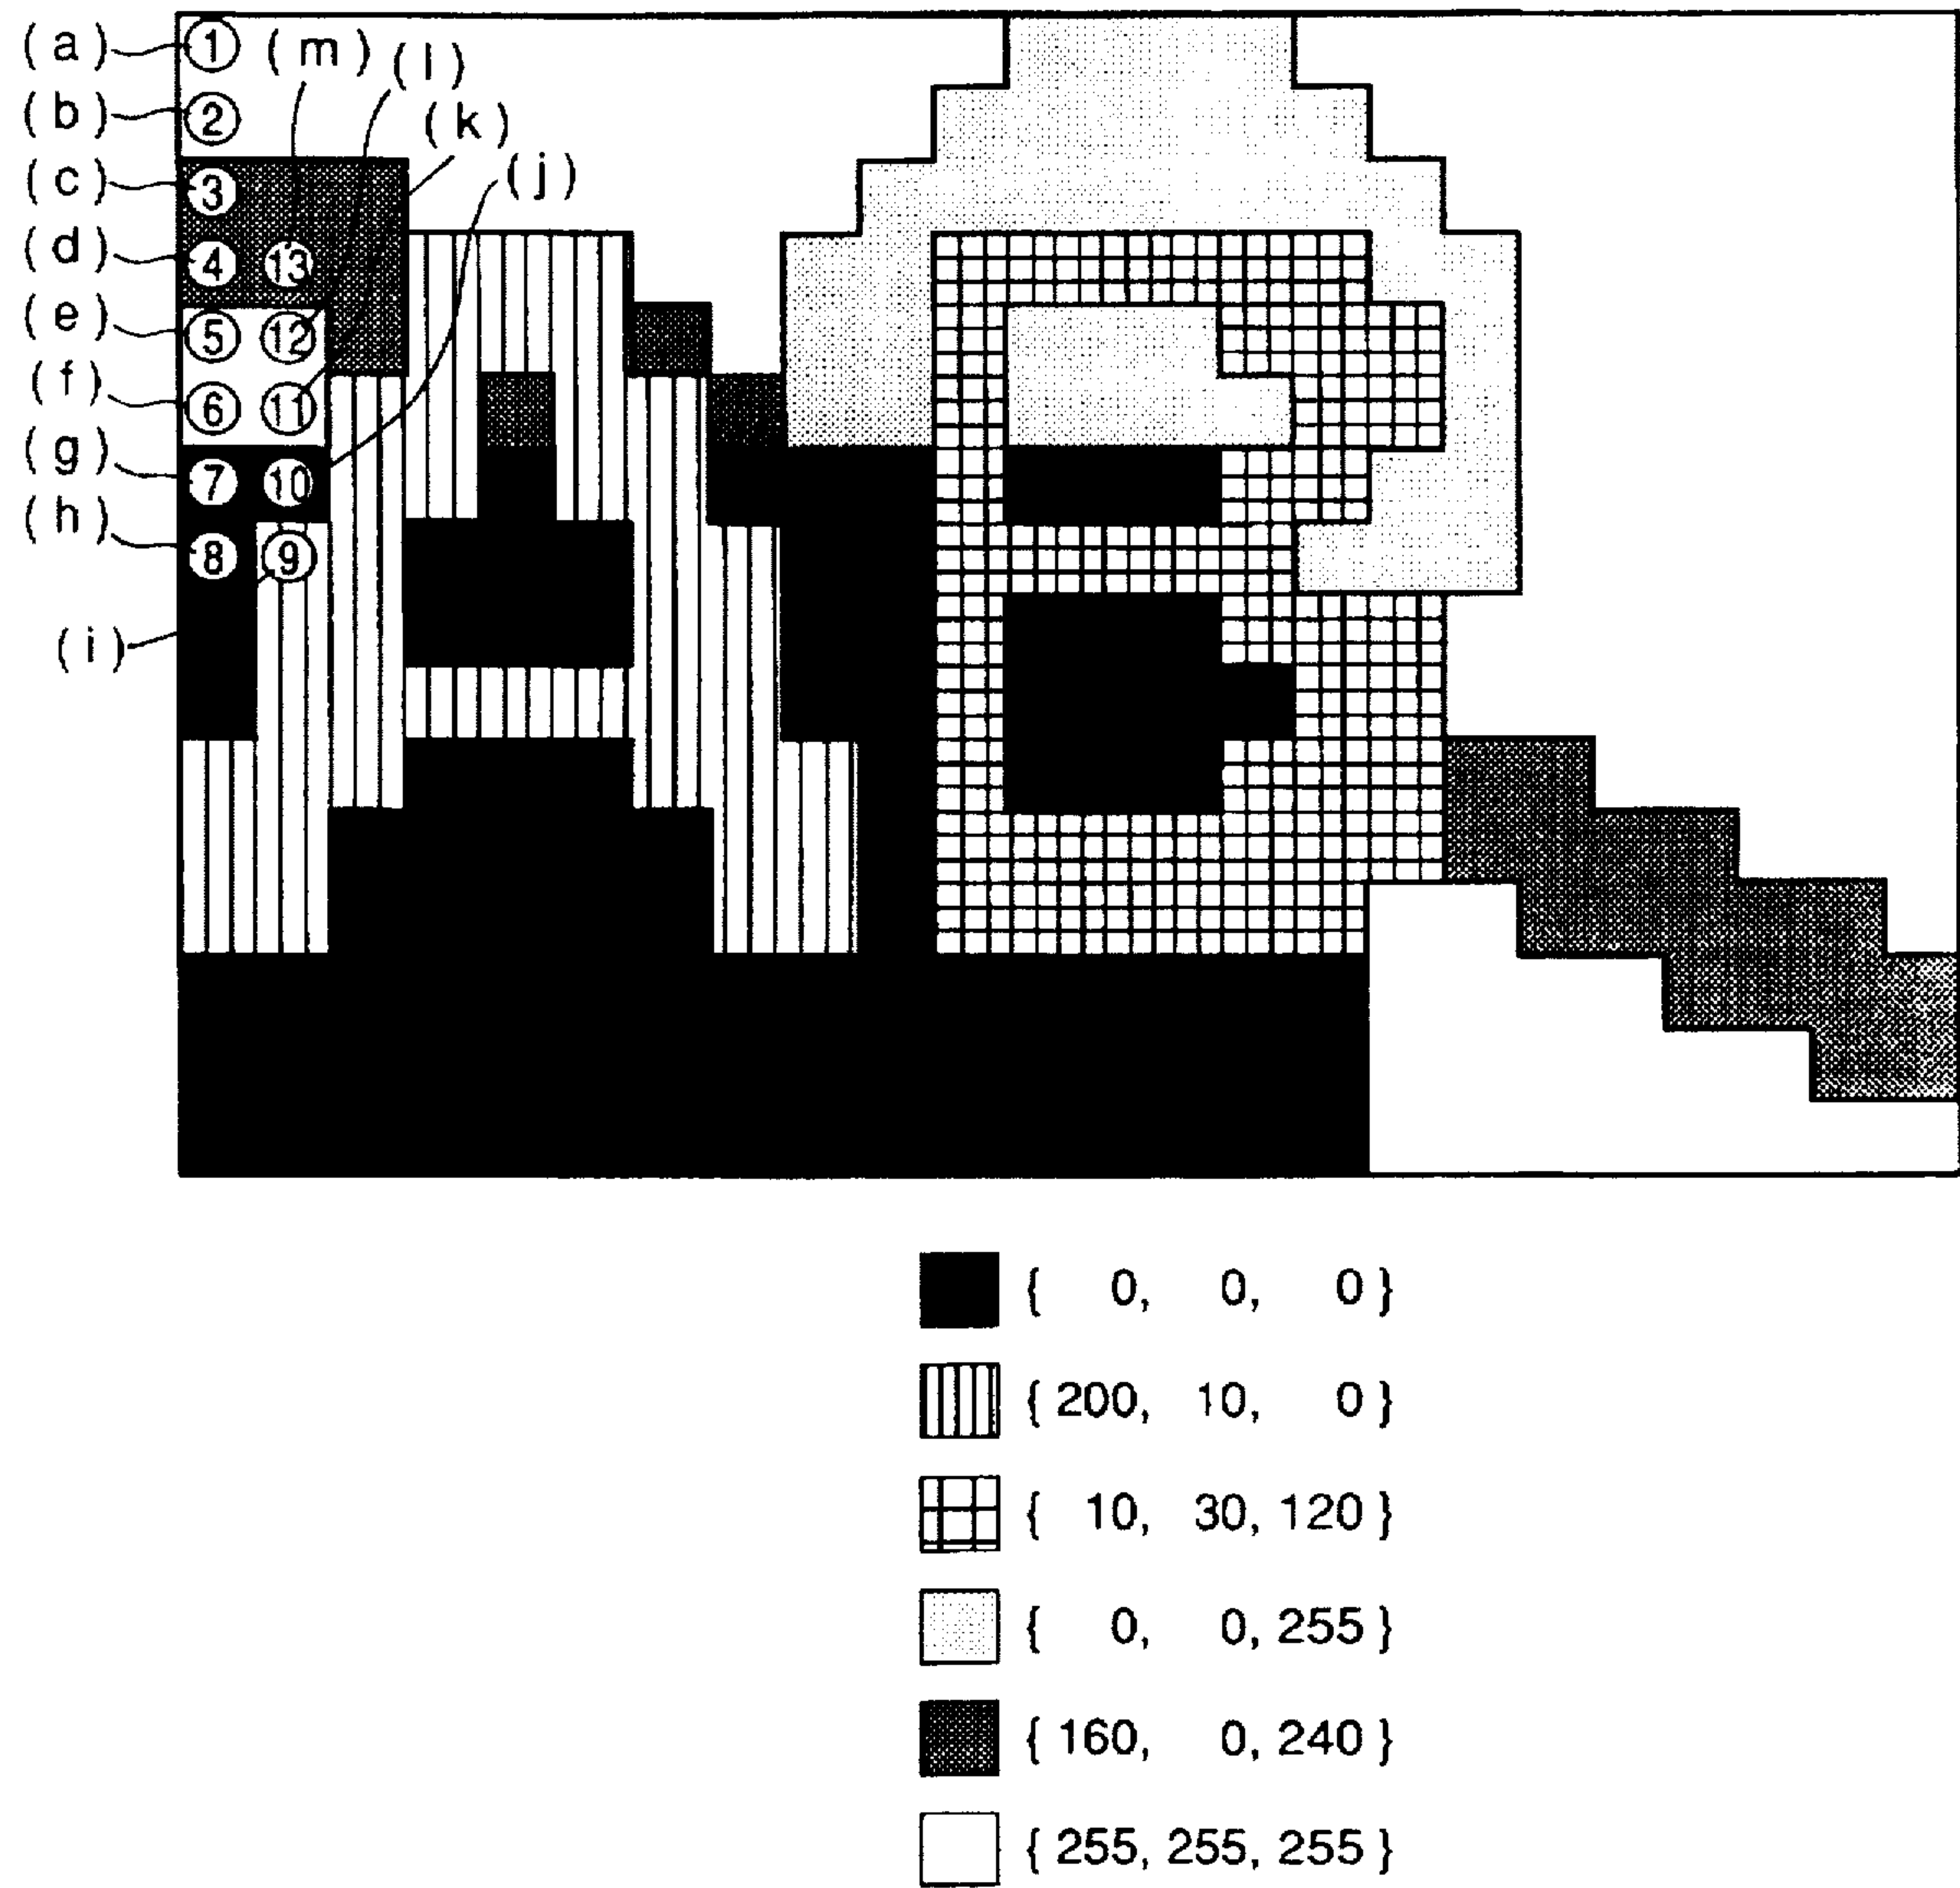 (a) ① (m) (l)
(b) ② (k)
(c) ③ (j)
(d) ④ ⑬
(e) ⑤ ⑫
(f) ⑥ ⑪
(g) ⑦ ⑩
(h) ⑧ ⑨
(i)
A B
{ 0, 0, 0 }
{ 200, 10, 0 }
{ 10, 30, 120 }
{ 0, 0, 255 }
{ 160, 0, 240 }
{ 255, 255, 255 }